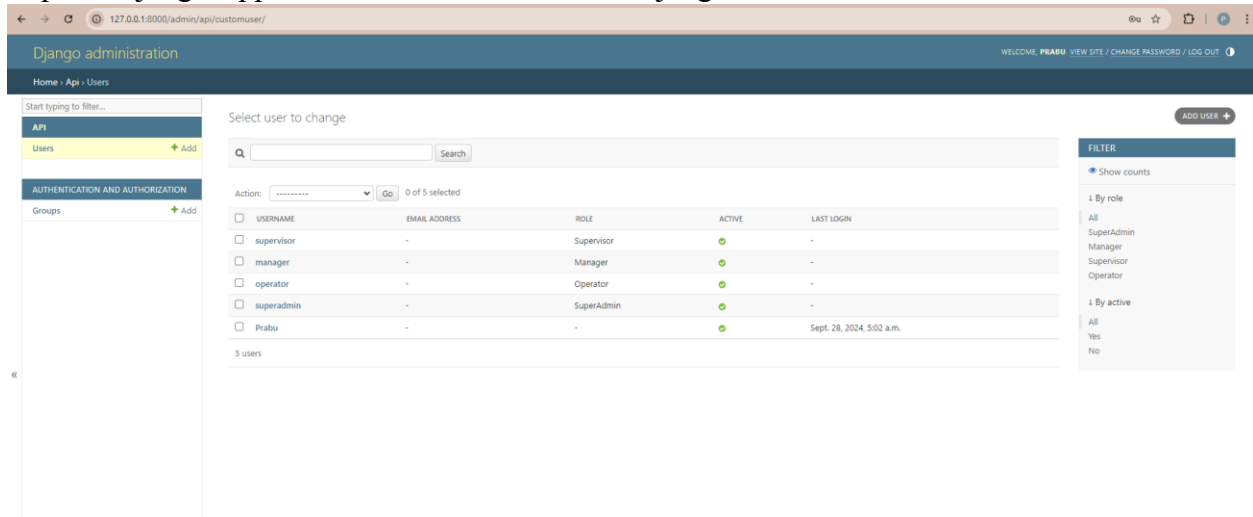 127.0.0.1:8000/admin/api/customuser/
Django administration
WELCOME, PRABU. VIEW SITE / CHANGE PASSWORD / LOG OUT
Home › Api › Users
Start typing to filter...
API
Users + Add
AUTHENTICATION AND AUTHORIZATION
Groups + Add
«
Select user to change
ADD USER +
Search
Action: --------- Go 0 of 5 selected
USERNAME EMAIL ADDRESS ROLE ACTIVE LAST LOGIN
supervisor - Supervisor -
manager - Manager -
operator - Operator -
superadmin - SuperAdmin -
Prabu - - Sept. 28, 2024, 5:02 a.m.
5 users
FILTER
Show counts
↓ By role
All
SuperAdmin
Manager
Supervisor
Operator
↓ By active
All
Yes
No